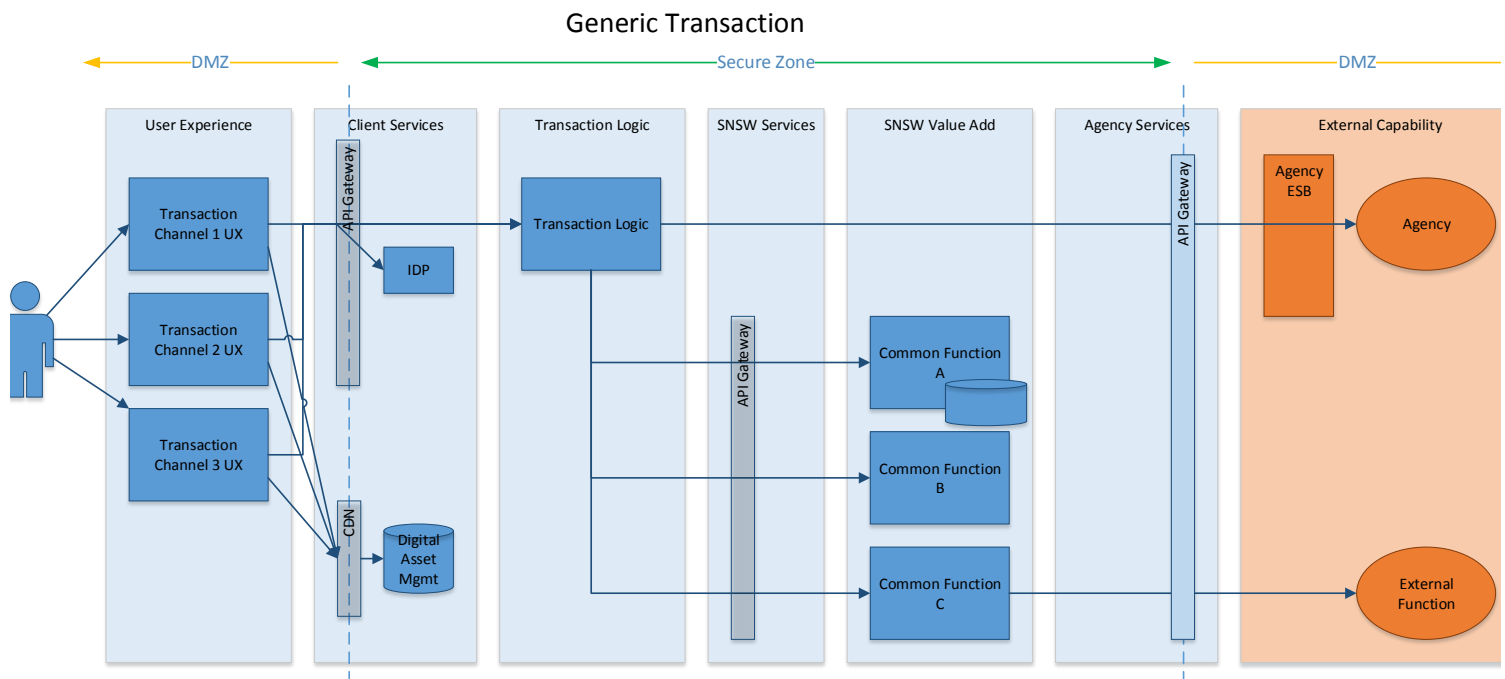 Generic Transaction
DMZ
Secure Zone
DMZ
User Experience
Client Services
Transaction Logic
SNSW Services
SNSW Value Add
Agency Services
External Capability
Transaction
Channel 1 UX
Transaction
Channel 2 UX
Transaction
Channel 3 UX
API Gateway
IDP
CDN
Digital
Asset
Mgmt
Transaction Logic
API Gateway
Common Function
A
Common Function
B
Common Function
C
API Gateway
Agency
ESB
Agency
External
Function